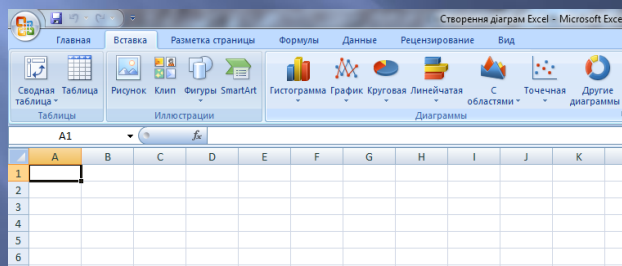 Створення діаграм Excel - Microsoft Exce
Главная Вставка Разметка страницы Формулы Данные Рецензирование Вид
Сводная таблица Таблица Рисунок Клип Фигуры SmartArt Гистограмма График Круговая Линейчатая С областями Точечная Другие диаграммы
Таблицы Иллюстрации Диаграммы
A1 fx
A B C D E F G H I J K
1
2
3
4
5
6